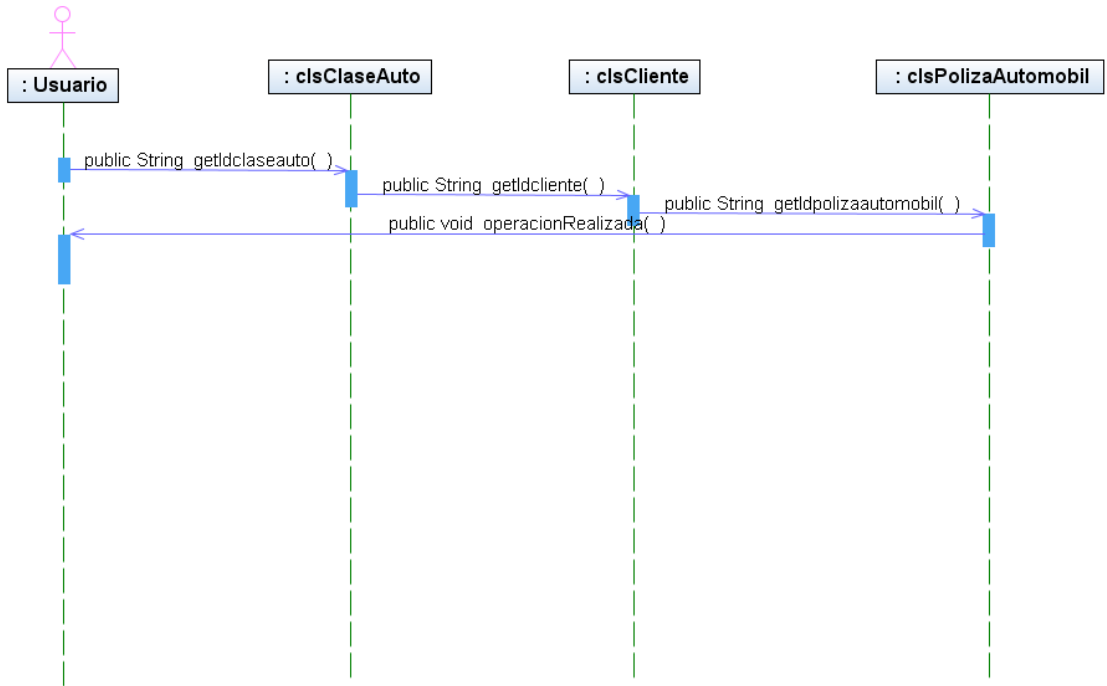 : Usuario
: clsClaseAuto
: clsCliente
: clsPolizaAutomobil
public String getIdclaseauto( )
public String getIdcliente( )
public String getIdpolizaautomobil( )
public void operacionRealizada( )